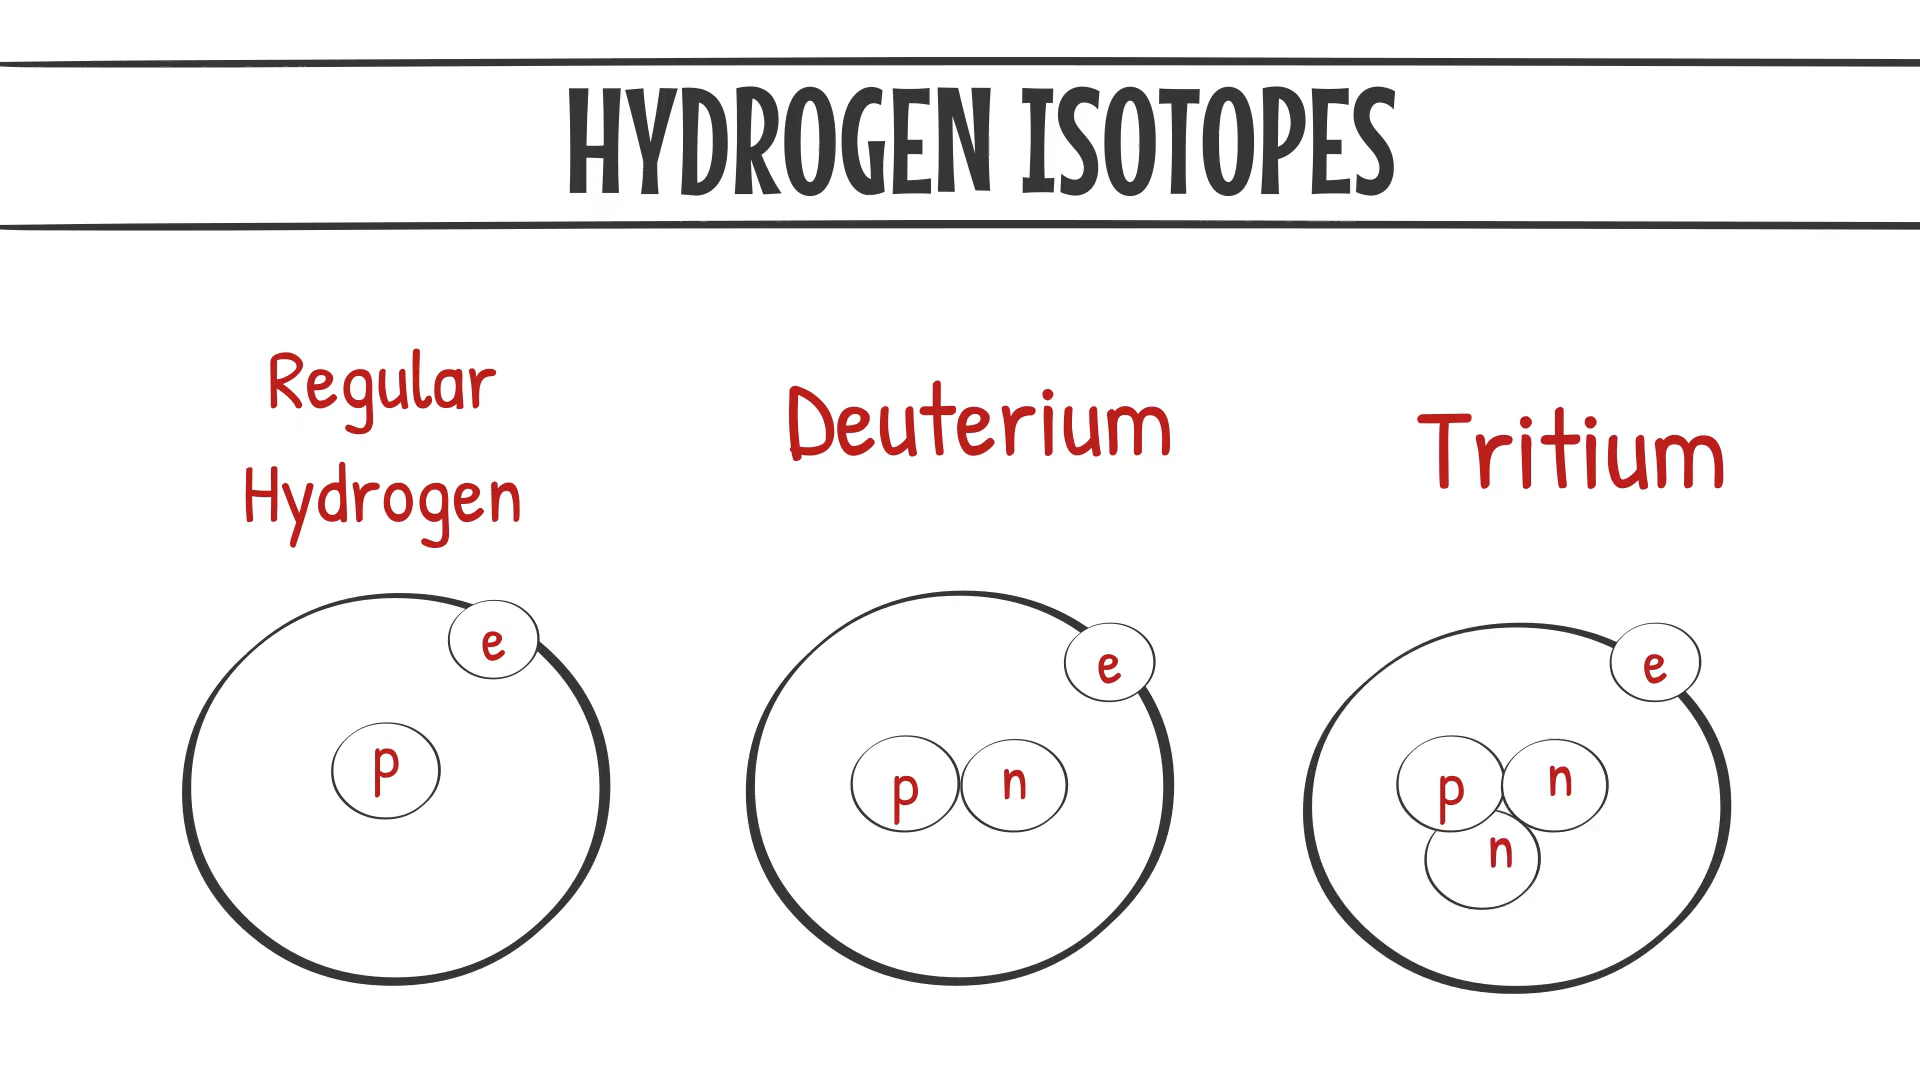 HYDROGEN ISOTOPES
Regular
Hydrogen
e
p
Deuterium
e
p n
Tritium
e
p n
n